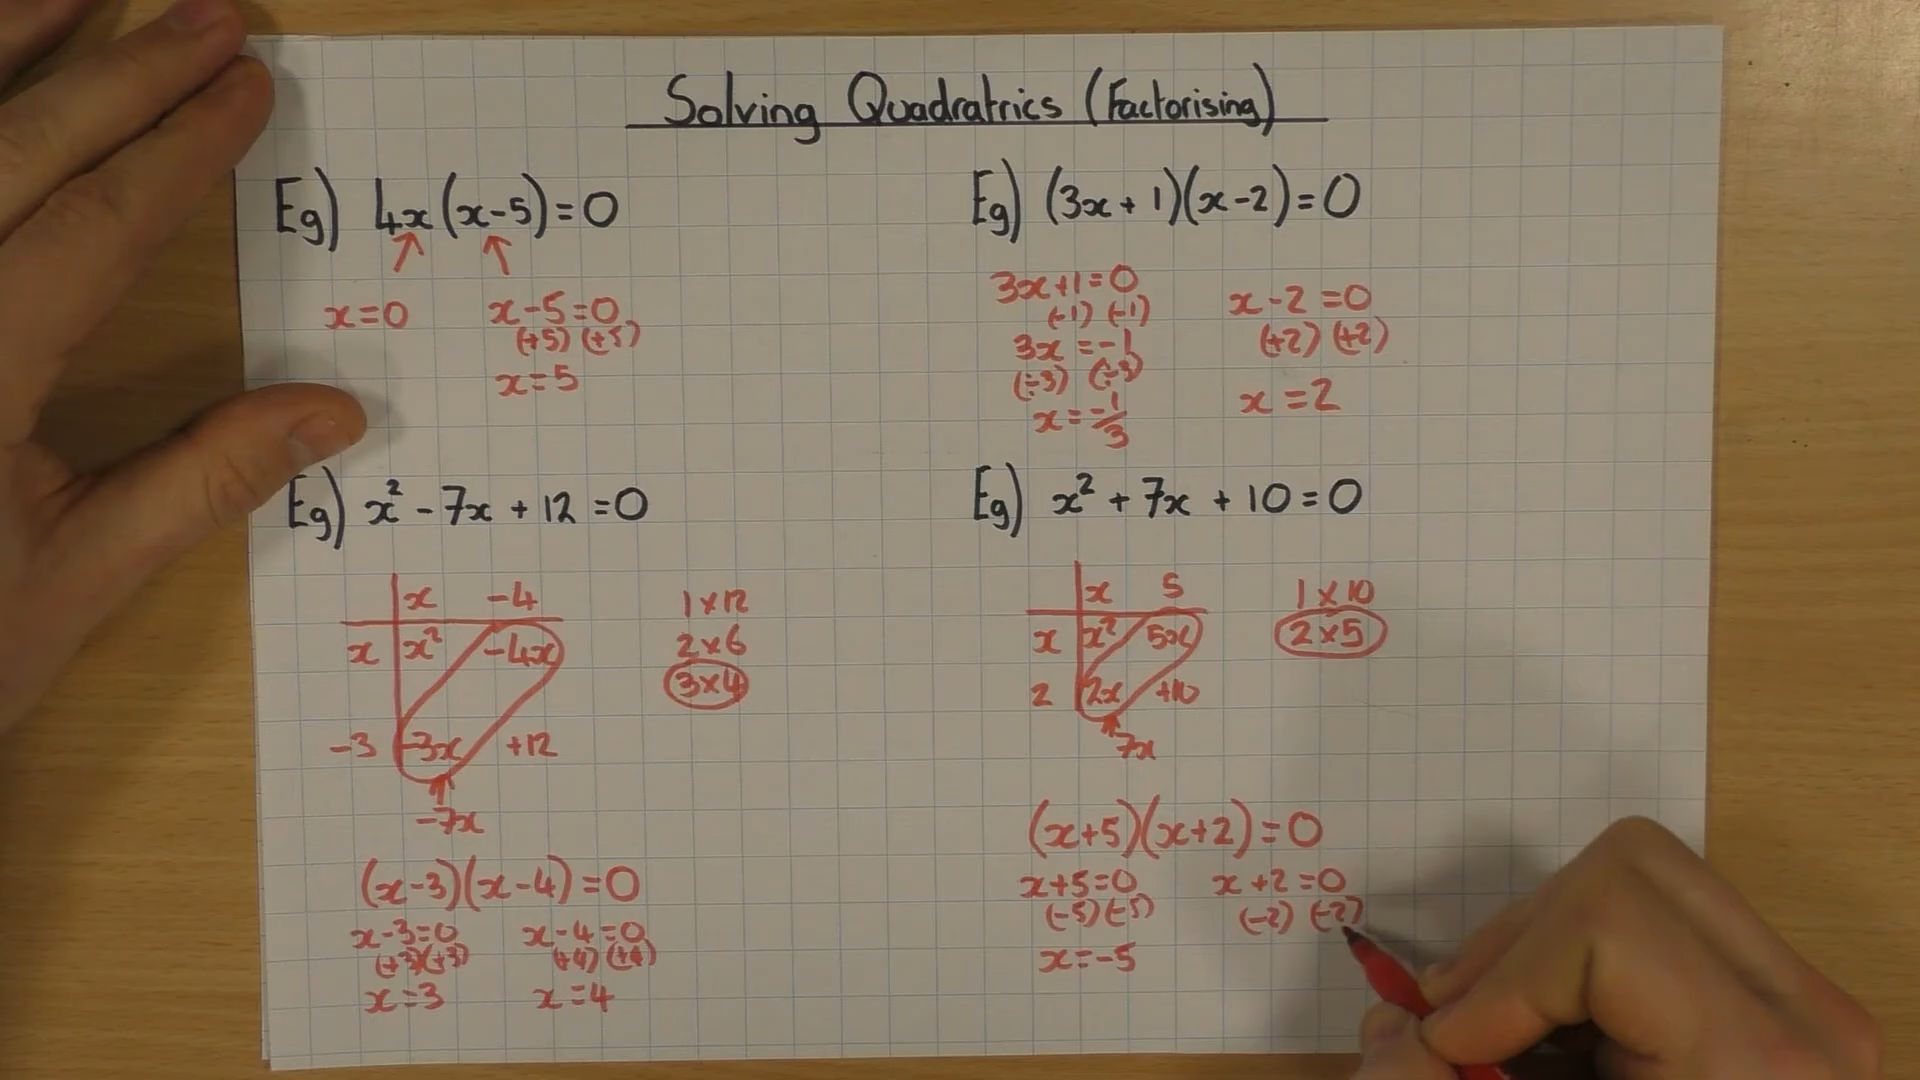 Solving Quadratrics (Factorising)
Eg) 4x(x-5)=0
x=0
x-5=0
(+5) (+5)
x=5
Eg) (3x+1)(x-2)=0
3x+1=0
(-1) (-1)
3x=-1
(÷3) (÷3)
x=-1/3
x-2=0
(+2) (+2)
x=2
Eg) x²-7x+12=0
x -4
x x² -4x
-3 -3x +12
-7x
1×12
2×6
3×4
(x-3)(x-4)=0
x-3=0
(+3)(+3)
x=3
x-4=0
(+4) (+4)
x=4
Eg) x²+7x+10=0
x 5
x x² 5x
2 2x +10
7x
1×10
2×5
(x+5)(x+2)=0
x+5=0
(-5)(-5)
x=-5
x+2=0
(-2) (-2)